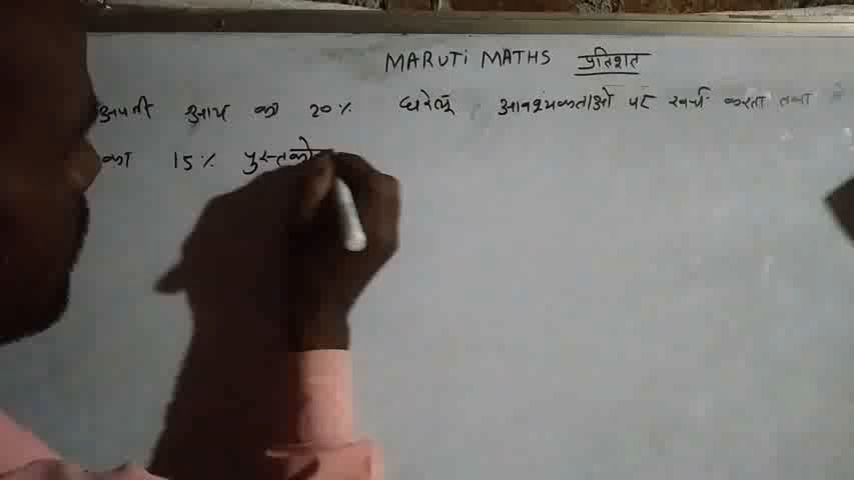 MARUTI MATHS प्रतिशत
अपनी आय का 20% घरेलू आवश्यकताओं पर खर्च करता तथा
का 15% पुस्तको